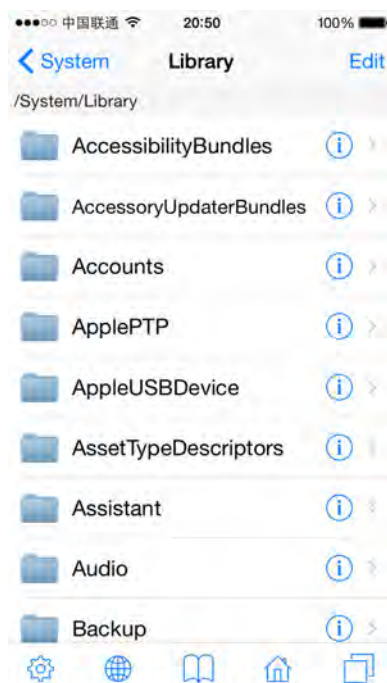 中国联通 20:50 100%
System Library Edit
/System/Library
AccessibilityBundles
AccessoryUpdaterBundles
Accounts
ApplePTP
AppleUSBDevice
AssetTypeDescriptors
Assistant
Audio
Backup